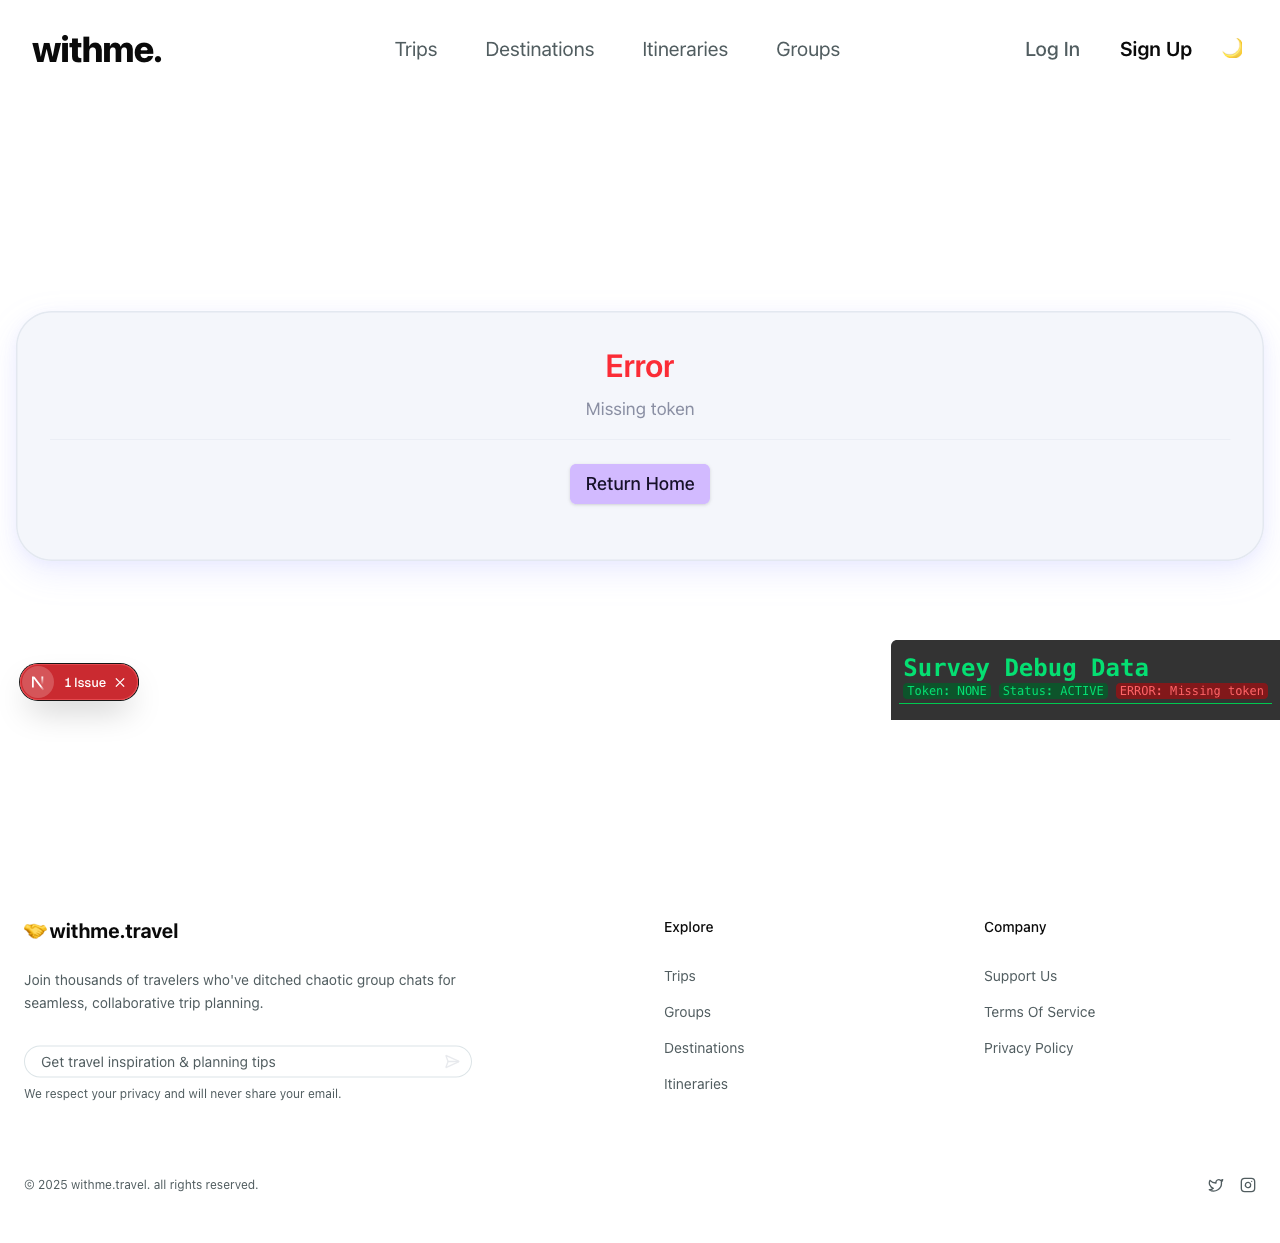 withme.
Trips Destinations Itineraries Groups
Log In Sign Up
Error
Missing token
Return Home
1 Issue
Survey Debug Data
Token: NONE Status: ACTIVE ERROR: Missing token
withme.travel
Join thousands of travelers who've ditched chaotic group chats for
seamless, collaborative trip planning.
Get travel inspiration & planning tips
We respect your privacy and will never share your email.
Explore
Trips
Groups
Destinations
Itineraries
Company
Support Us
Terms Of Service
Privacy Policy
© 2025 withme.travel. all rights reserved.